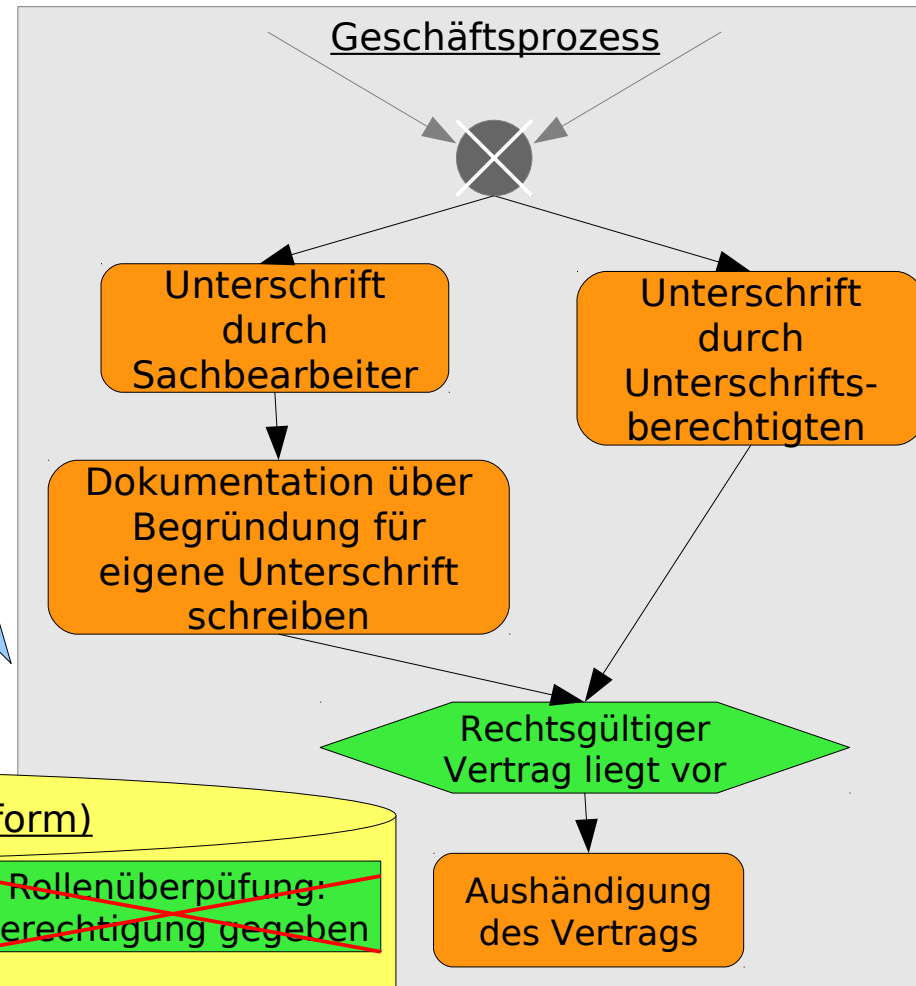 Geschäftsprozess
Unterschrift
durch
Sachbearbeiter
Unterschrift
durch
Unterschrifts-
berechtigten
Dokumentation über
Begründung für
eigene Unterschrift
schreiben
Rechtsgültiger
Vertrag liegt vor
form)
Rollenüberpüfung:
erechtigung gegeben
Aushändigung
des Vertrags